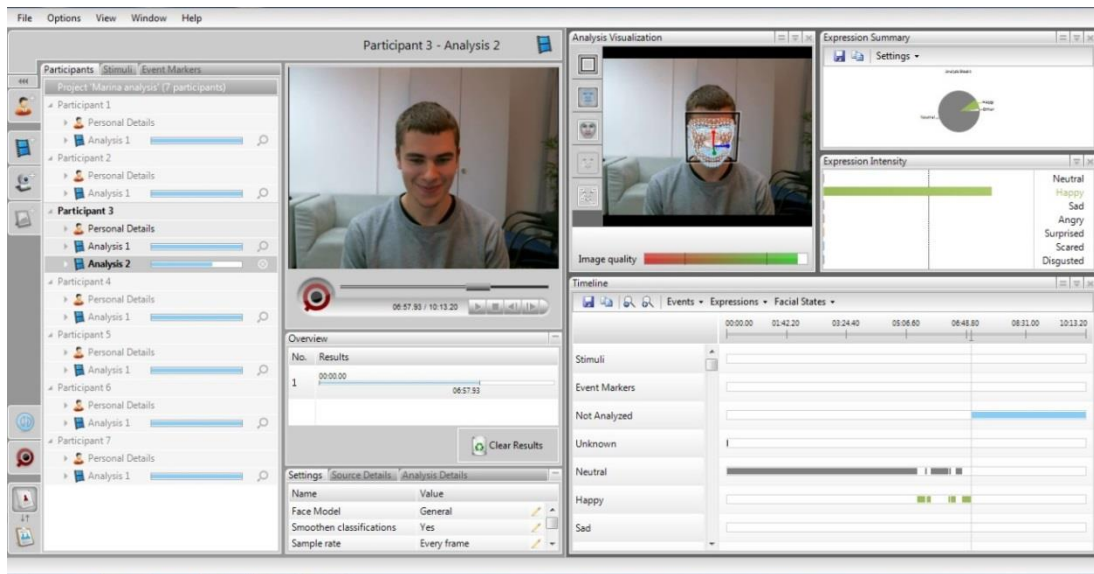 File Options View Window Help
Participant 3 - Analysis 2
Participants Stimuli Event Markers
Project 'Marina analysis' (7 participants)
Participant 1
Personal Details
Analysis 1
Participant 2
Personal Details
Analysis 1
Participant 3
Personal Details
Analysis 1
Analysis 2
Participant 4
Personal Details
Analysis 1
Participant 5
Personal Details
Analysis 1
Participant 6
Personal Details
Analysis 1
Participant 7
Personal Details
Analysis 1
06:57.93 / 10:13.20
Overview
No. Results
1 00:00.00
06:57.93
Clear Results
Settings Source Details Analysis Details
Name Value
Face Model General
Smoothen classifications Yes
Sample rate Every frame
Analysis Visualization
Image quality
Expression Summary
Settings
Happy
Other
Neutral
Expression Intensity
Neutral
Happy
Sad
Angry
Surprised
Scared
Disgusted
Timeline
Events Expressions Facial States
00:00.00 01:42.20 03:24.40 05:06.60 06:48.80 08:31.00 10:13.20
Stimuli
Event Markers
Not Analyzed
Unknown
Neutral
Happy
Sad